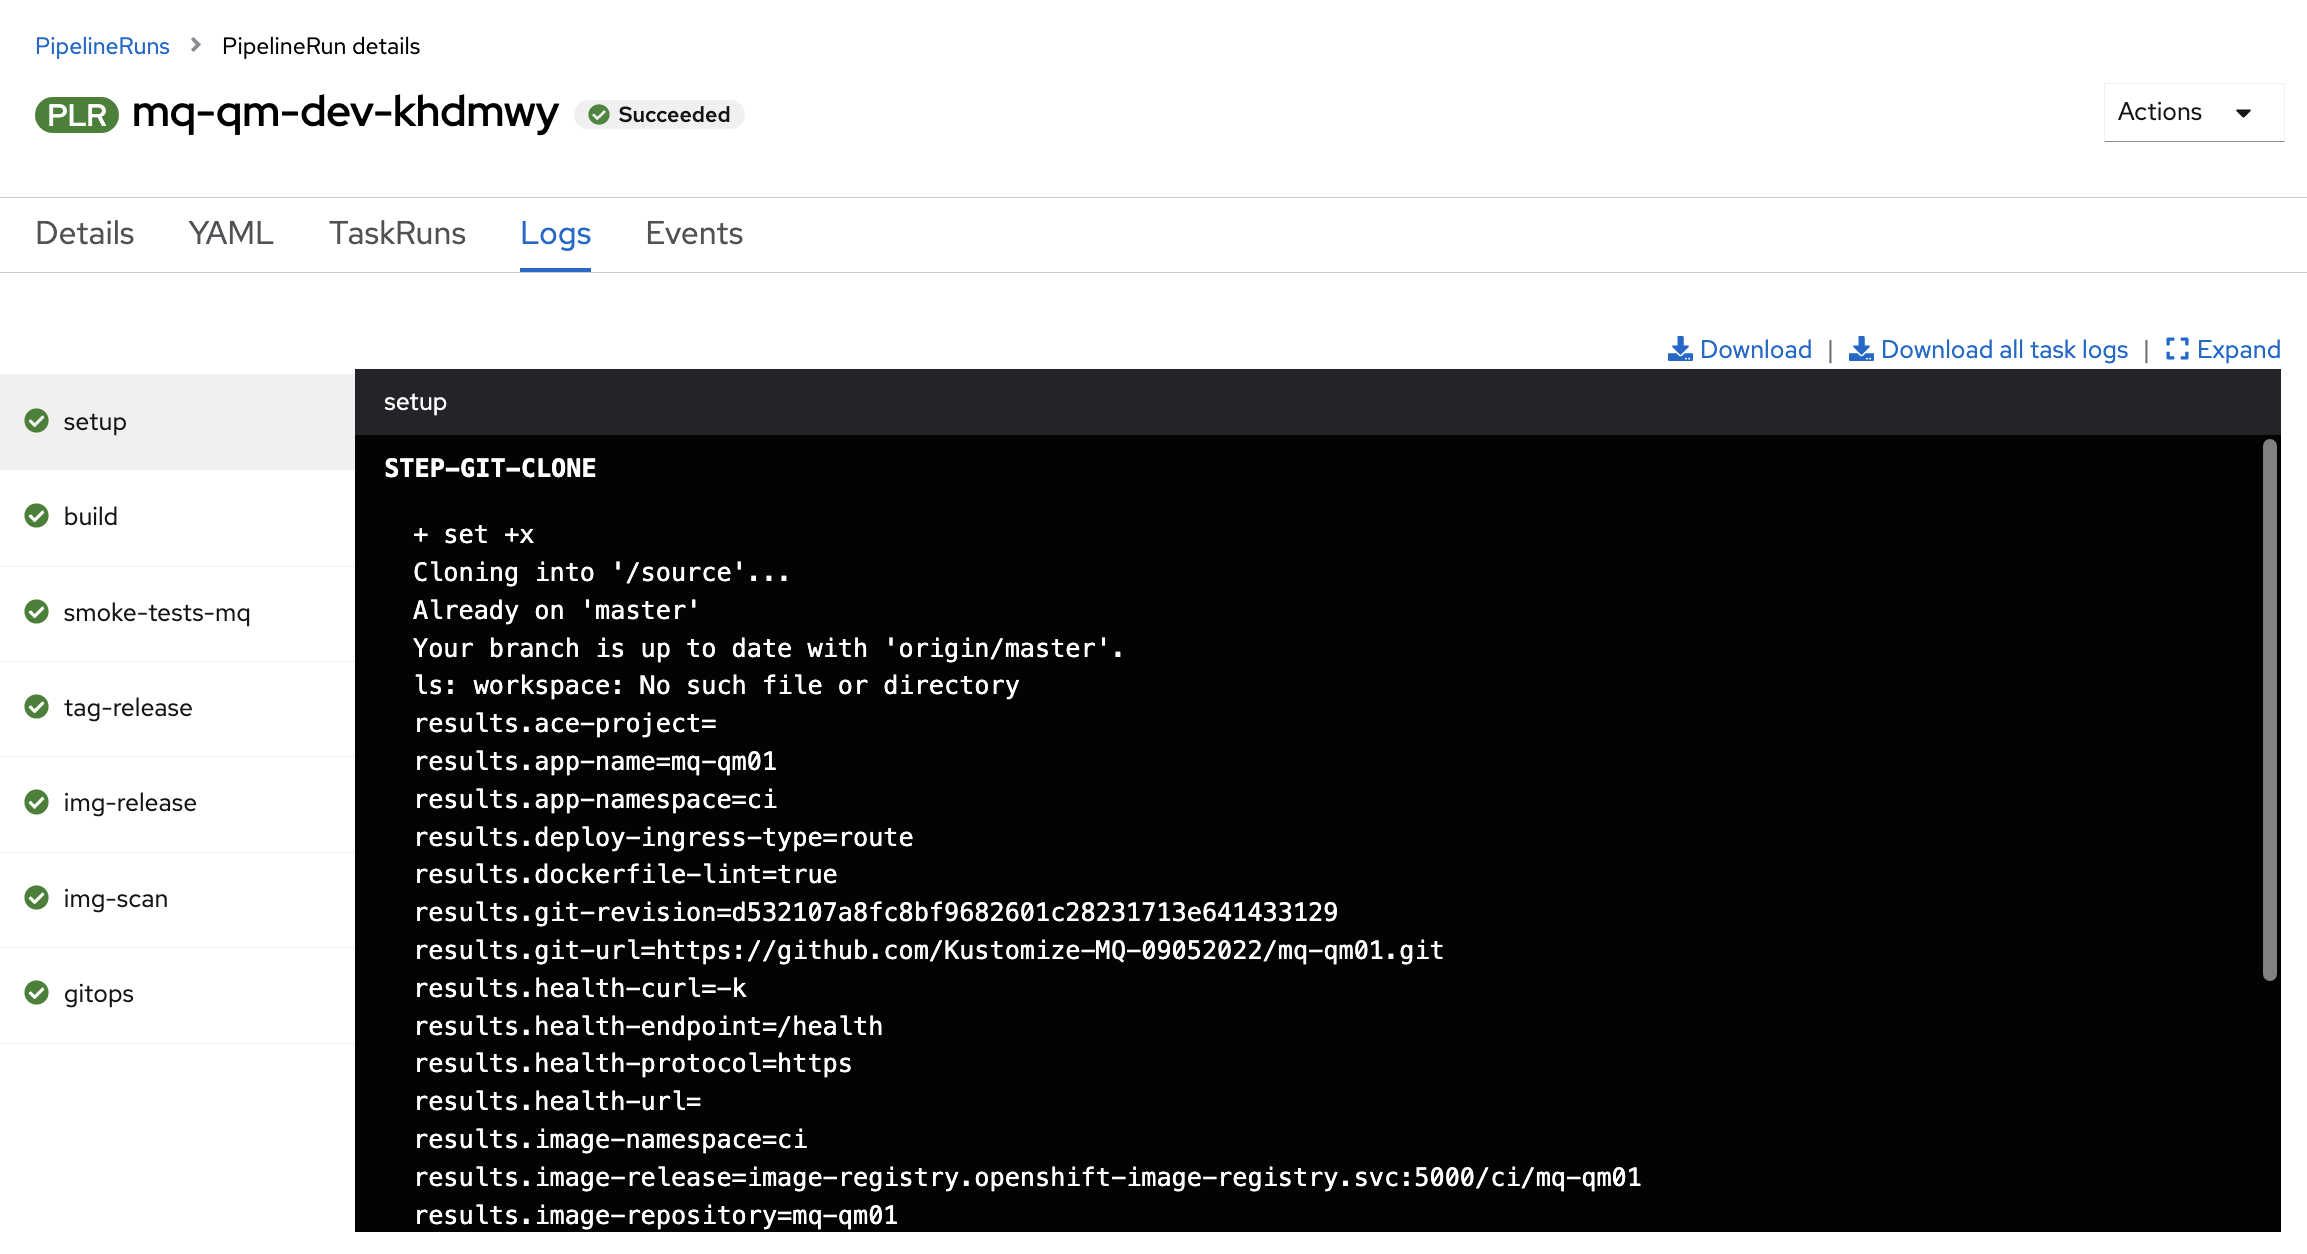 PipelineRuns > PipelineRun details
PLR mq-qm-dev-khdmwy Succeeded
Actions
Details YAML TaskRuns Logs Events
Download | Download all task logs | Expand
setup
build
smoke-tests-mq
tag-release
img-release
img-scan
gitops
setup
STEP-GIT-CLONE
+ set +x
Cloning into '/source'...
Already on 'master'
Your branch is up to date with 'origin/master'.
ls: workspace: No such file or directory
results.ace-project=
results.app-name=mq-qm01
results.app-namespace=ci
results.deploy-ingress-type=route
results.dockerfile-lint=true
results.git-revision=d532107a8fc8bf9682601c28231713e641433129
results.git-url=https://github.com/Kustomize-MQ-09052022/mq-qm01.git
results.health-curl=-k
results.health-endpoint=/health
results.health-protocol=https
results.health-url=
results.image-namespace=ci
results.image-release=image-registry.openshift-image-registry.svc:5000/ci/mq-qm01
results.image-repository=mq-qm01